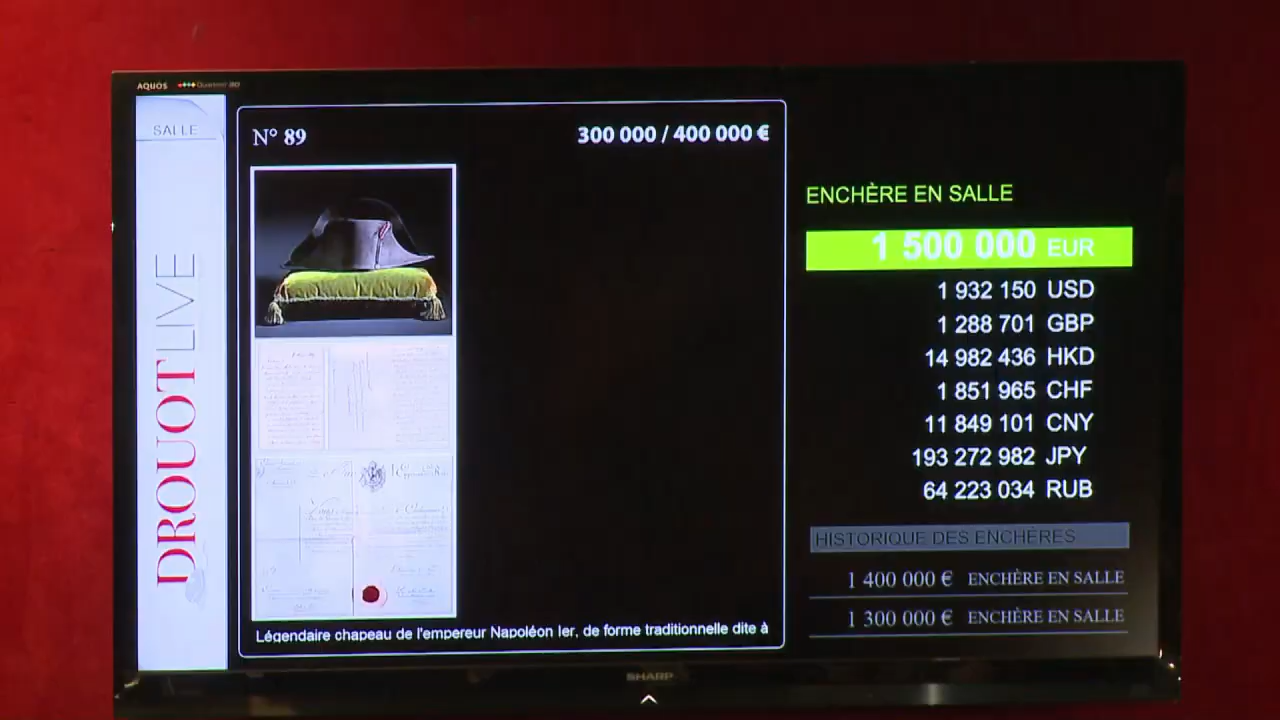 AQUOS
SALLE
DROUOTLIVE
N° 89
300 000 / 400 000 €
Légendaire chapeau de l'empereur Napoléon Ier, de forme traditionnelle dite à
ENCHÈRE EN SALLE
1 500 000 EUR
1 932 150 USD
1 288 701 GBP
14 982 436 HKD
1 851 965 CHF
11 849 101 CNY
193 272 982 JPY
64 223 034 RUB
HISTORIQUE DES ENCHÈRES
1 400 000 € ENCHÈRE EN SALLE
1 300 000 € ENCHÈRE EN SALLE
SHARP